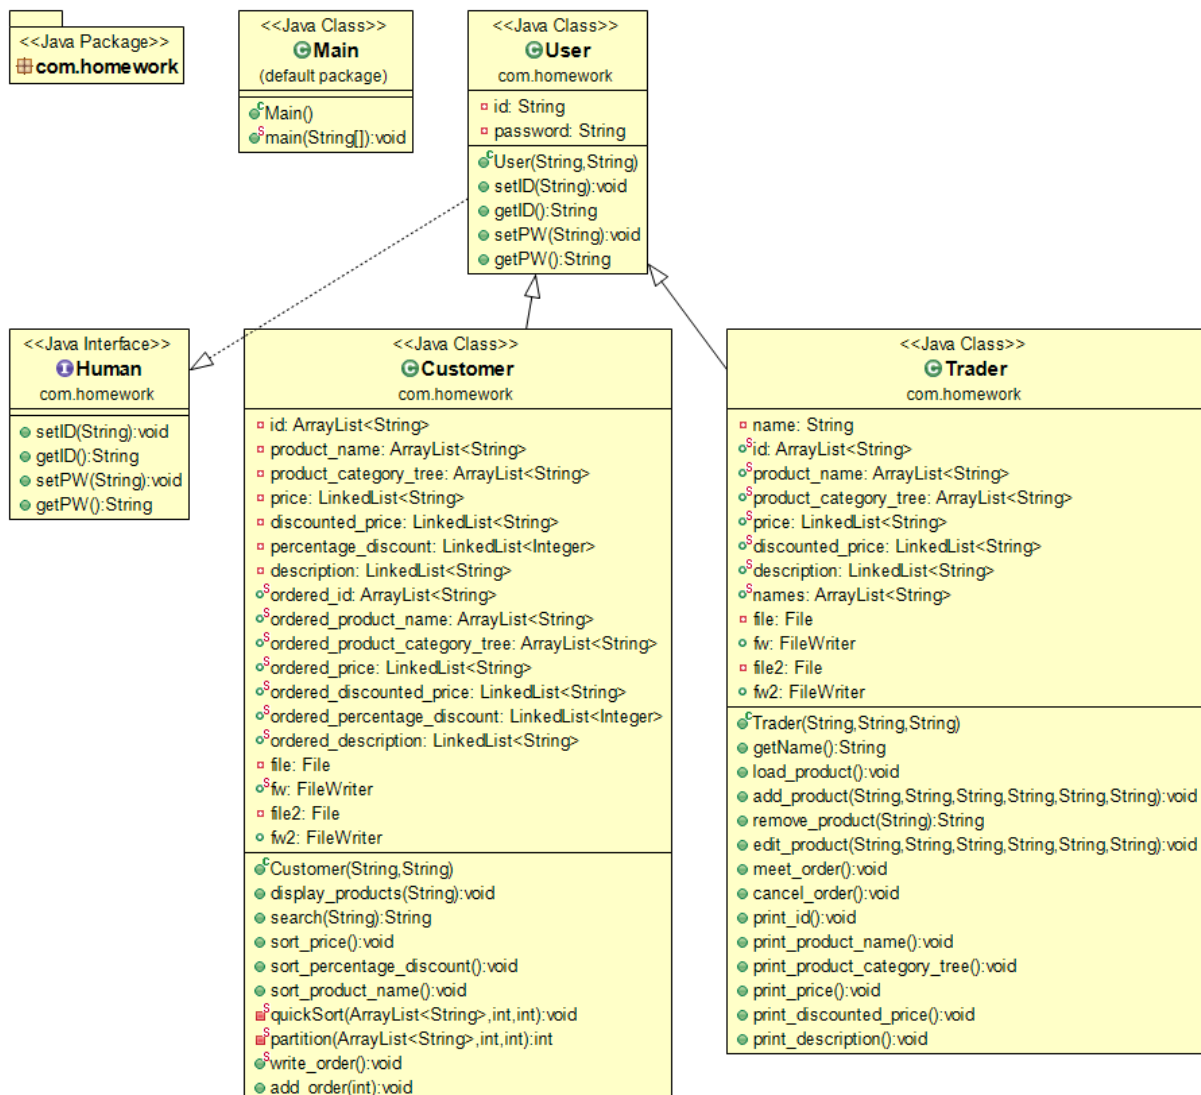 <<Java Package>>
com.homework
<<Java Class>>
Main
(default package)
Main()
main(String[]):void
<<Java Class>>
User
com.homework
id: String
password: String
User(String,String)
setID(String):void
getID():String
setPW(String):void
getPW():String
<<Java Interface>>
Human
com.homework
setID(String):void
getID():String
setPW(String):void
getPW():String
<<Java Class>>
Customer
com.homework
id: ArrayList<String>
product_name: ArrayList<String>
product_category_tree: ArrayList<String>
price: LinkedList<String>
discounted_price: LinkedList<String>
percentage_discount: LinkedList<Integer>
description: LinkedList<String>
ordered_id: ArrayList<String>
ordered_product_name: ArrayList<String>
ordered_product_category_tree: ArrayList<String>
ordered_price: LinkedList<String>
ordered_discounted_price: LinkedList<String>
ordered_percentage_discount: LinkedList<Integer>
ordered_description: LinkedList<String>
file: File
fw: FileWriter
file2: File
fw2: FileWriter
Customer(String,String)
display_products(String):void
search(String):String
sort_price():void
sort_percentage_discount():void
sort_product_name():void
quickSort(ArrayList<String>,int,int):void
partition(ArrayList<String>,int,int):int
write_order():void
add_order(int):void
<<Java Class>>
Trader
com.homework
name: String
id: ArrayList<String>
product_name: ArrayList<String>
product_category_tree: ArrayList<String>
price: LinkedList<String>
discounted_price: LinkedList<String>
description: LinkedList<String>
names: ArrayList<String>
file: File
fw: FileWriter
file2: File
fw2: FileWriter
Trader(String,String,String)
getName():String
load_product():void
add_product(String,String,String,String,String,String):void
remove_product(String):String
edit_product(String,String,String,String,String,String):void
meet_order():void
cancel_order():void
print_id():void
print_product_name():void
print_product_category_tree():void
print_price():void
print_discounted_price():void
print_description():void